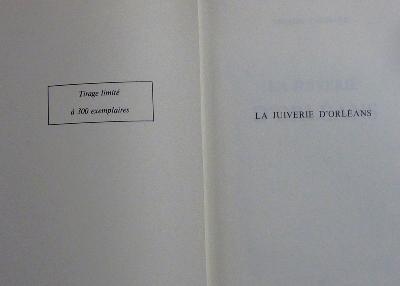 Tirage limité
à 300 exemplaires
LA JUIVERIE D'ORLÉANS